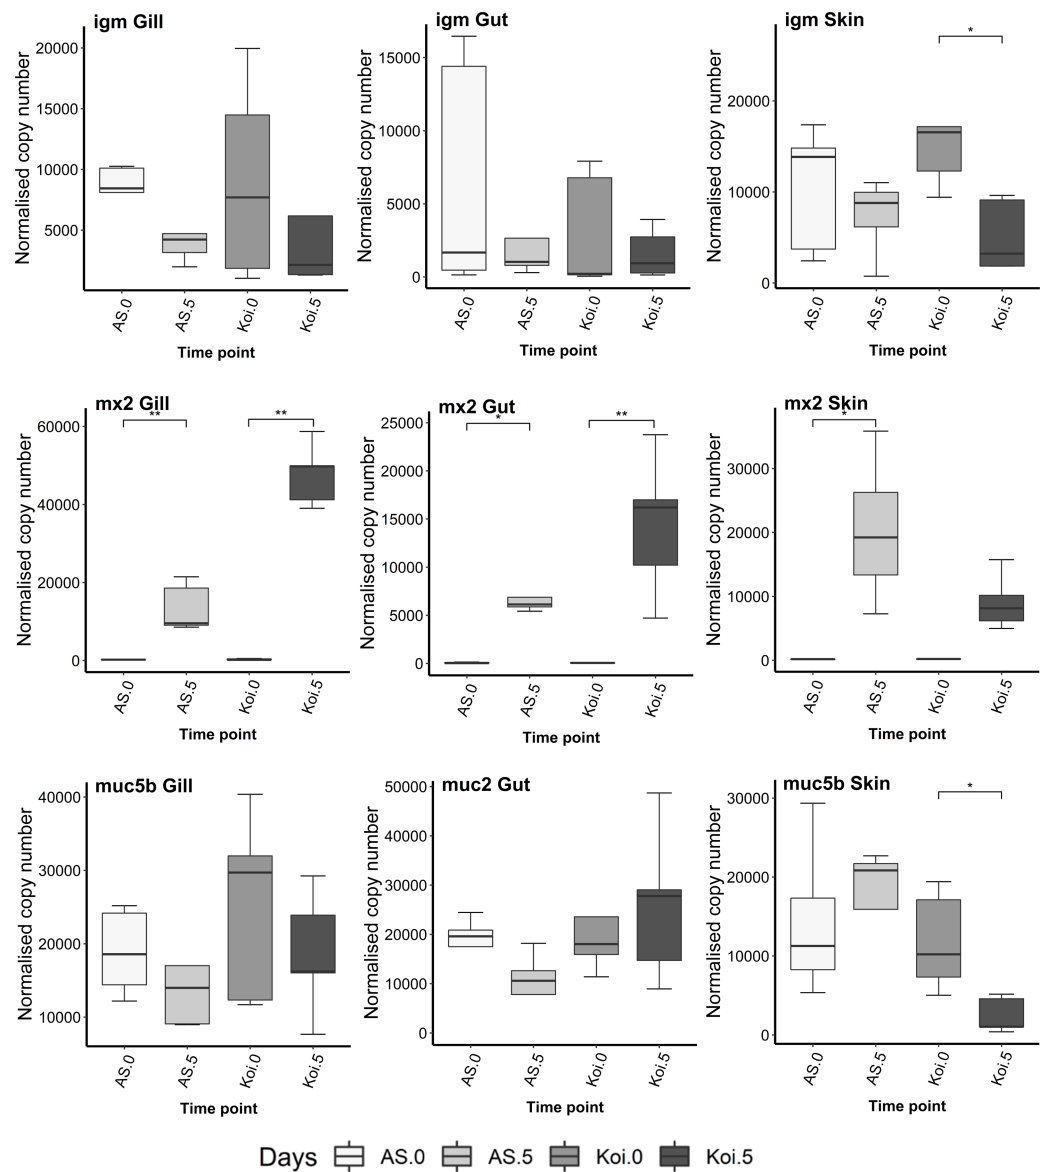 igm Gill
Normalised copy number
20000
15000
10000
5000
AS.0
AS.5
Koi.0
Koi.5
Time point
igm Gut
Normalised copy number
15000
10000
5000
0
AS.0
AS.5
Koi.0
Koi.5
Time point
igm Skin
*
Normalised copy number
20000
10000
0
AS.0
AS.5
Koi.0
Koi.5
Time point
mx2 Gill
**
**
Normalised copy number
60000
40000
20000
0
AS.0
AS.5
Koi.0
Koi.5
Time point
mx2 Gut
*
**
Normalised copy number
25000
20000
15000
10000
5000
0
AS.0
AS.5
Koi.0
Koi.5
Time point
mx2 Skin
*
Normalised copy number
30000
20000
10000
0
AS.0
AS.5
Koi.0
Koi.5
Time point
muc5b Gill
Normalised copy number
40000
30000
20000
10000
AS.0
AS.5
Koi.0
Koi.5
Time point
muc2 Gut
Normalised copy number
50000
40000
30000
20000
10000
0
AS.0
AS.5
Koi.0
Koi.5
Time point
muc5b Skin
*
Normalised copy number
30000
20000
10000
0
AS.0
AS.5
Koi.0
Koi.5
Time point
Days AS.0 AS.5 Koi.0 Koi.5